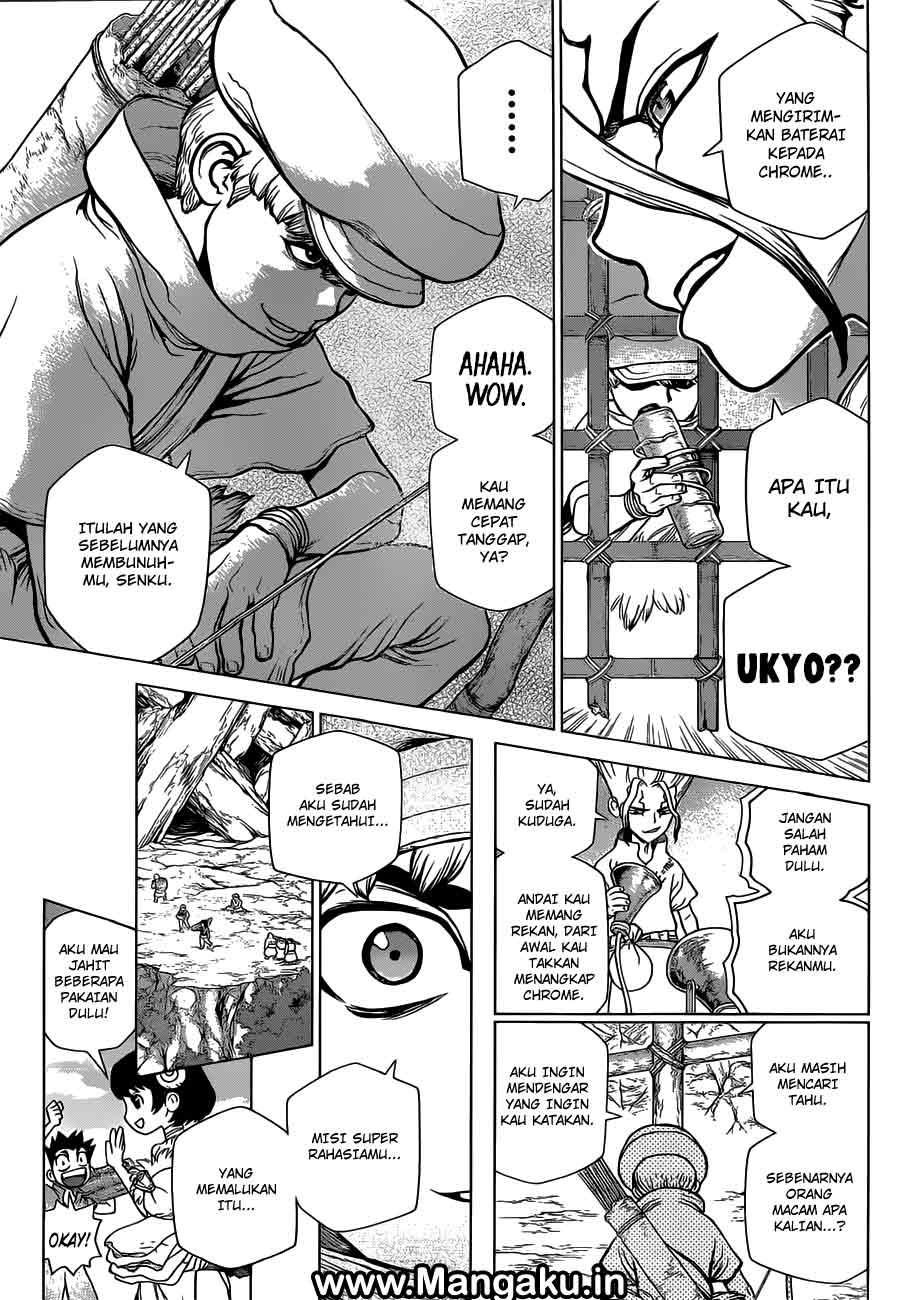 YANG
MENGIRIM-
KAN BATERAI
KEPADA
CHROME..
APA ITU
KAU,
UKYO??
......
AHAHA.
WOW.
KAU
MEMANG
CEPAT
TANGGAP,
YA?
ITULAH YANG
SEBELUMNYA
MEMBUNUH-
MU, SENKU.
JANGAN
SALAH
PAHAM
DULU.
AKU
BUKANNYA
REKANMU.
YA,
SUDAH
KUDUGA.
ANDAI KAU
MEMANG
REKAN, DARI
AWAL KAU
TAKKAN
MENANGKAP
CHROME.
AKU MASIH
MENCARI
TAHU.
SEBENARNYA
ORANG
MACAM APA
KALIAN...?
AKU INGIN
MENDENGAR
YANG INGIN
KAU KATAKAN.
SEBAB
AKU SUDAH
MENGETAHUI...
MISI SUPER
RAHASIAMU...
YANG
MEMALUKAN
ITU...
AKU MAU
JAHIT
BEBERAPA
PAKAIAN
DULU!
OKAY!
www.Mangaku.in